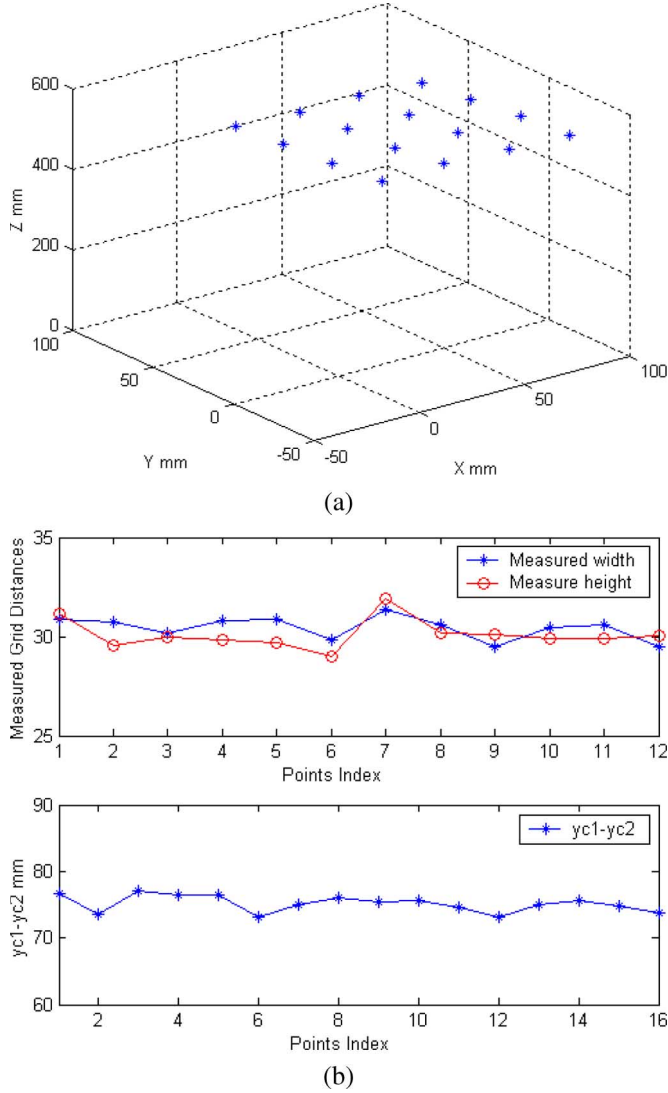 600
400
200
0
100
50
0
-50
Z mm
Y mm
-50
0
50
100
X mm
(a)
35
30
25
Measured Grid Distances
Measured width
Measure height
1 2 3 4 5 6 7 8 9 10 11 12
Points Index
90
80
70
60
yc1-yc2 mm
yc1-yc2
2 4 6 8 10 12 14 16
Points Index
(b)